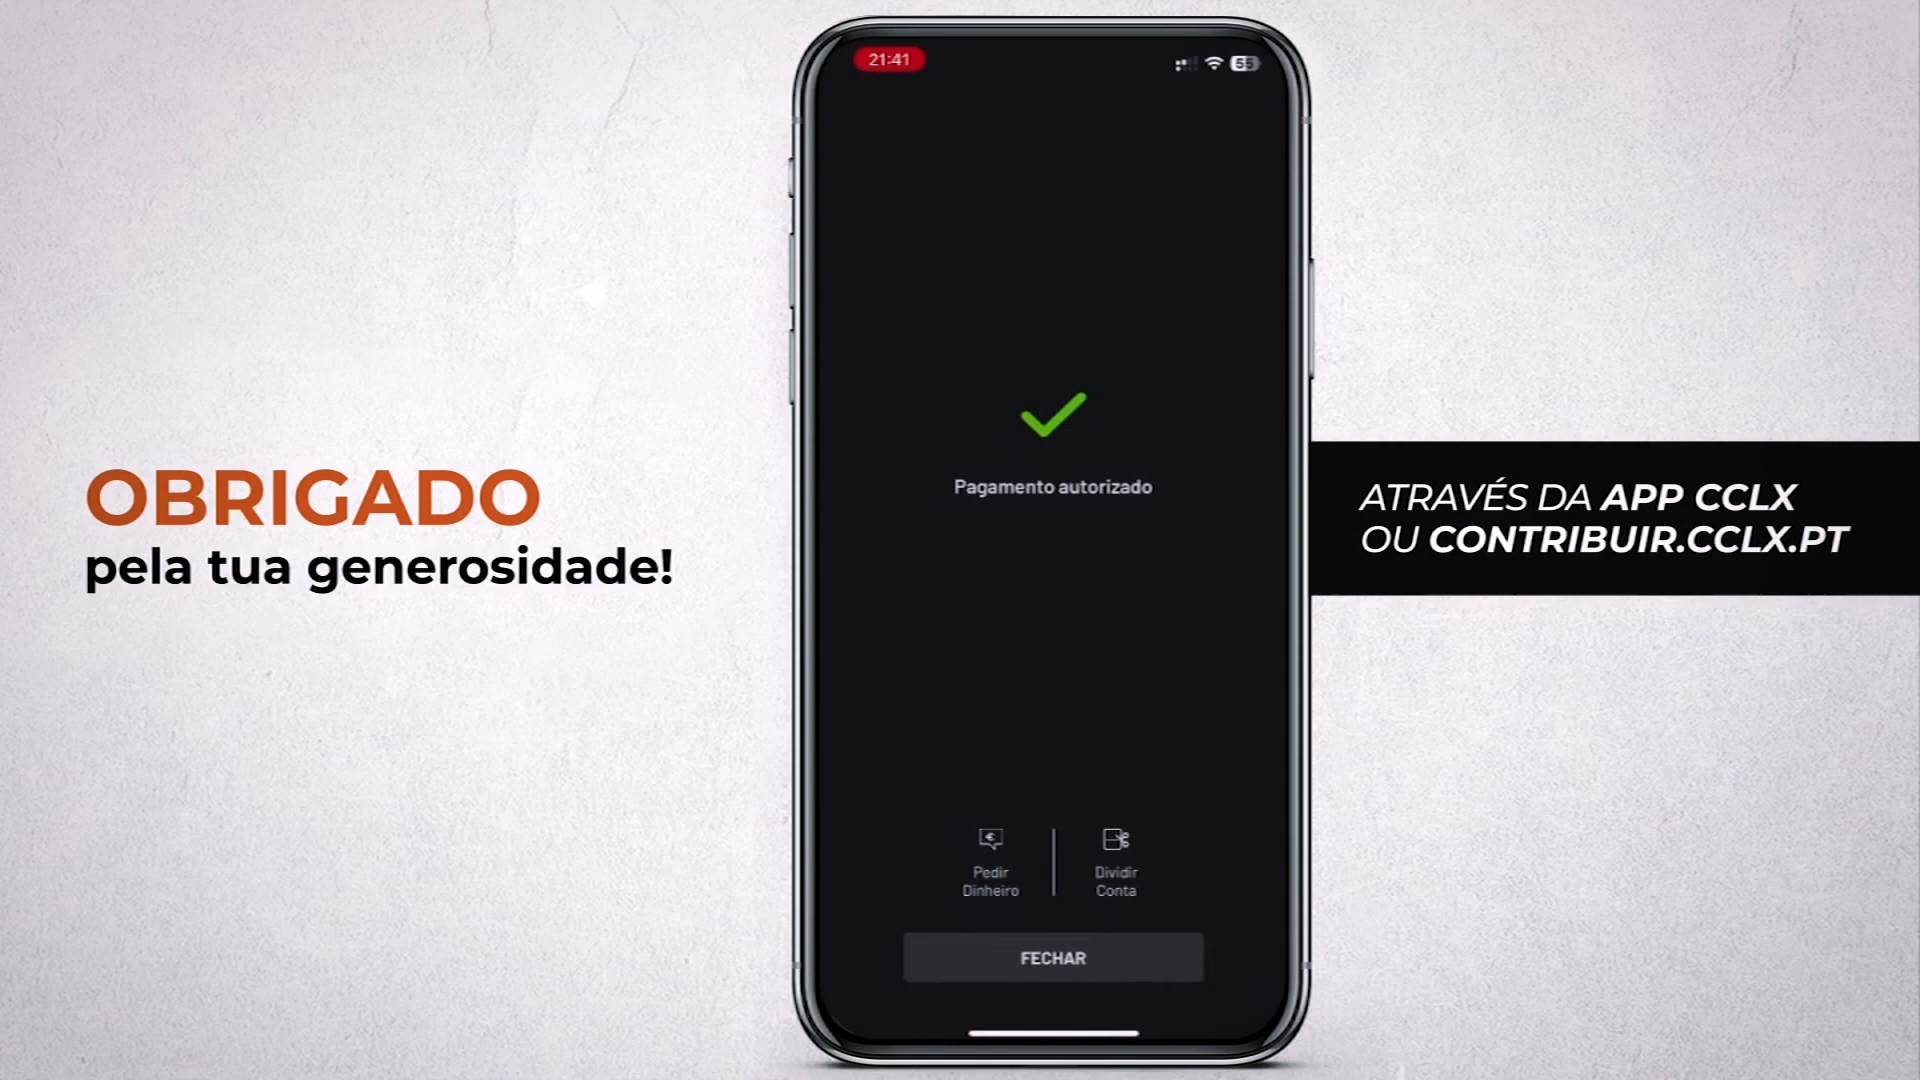 OBRIGADO
pela tua generosidade!
21:41
55
Pagamento autorizado
Pedir
Dinheiro
Dividir
Conta
FECHAR
ATRAVÉS DA APP CCLX
OU CONTRIBUIR.CCLX.PT